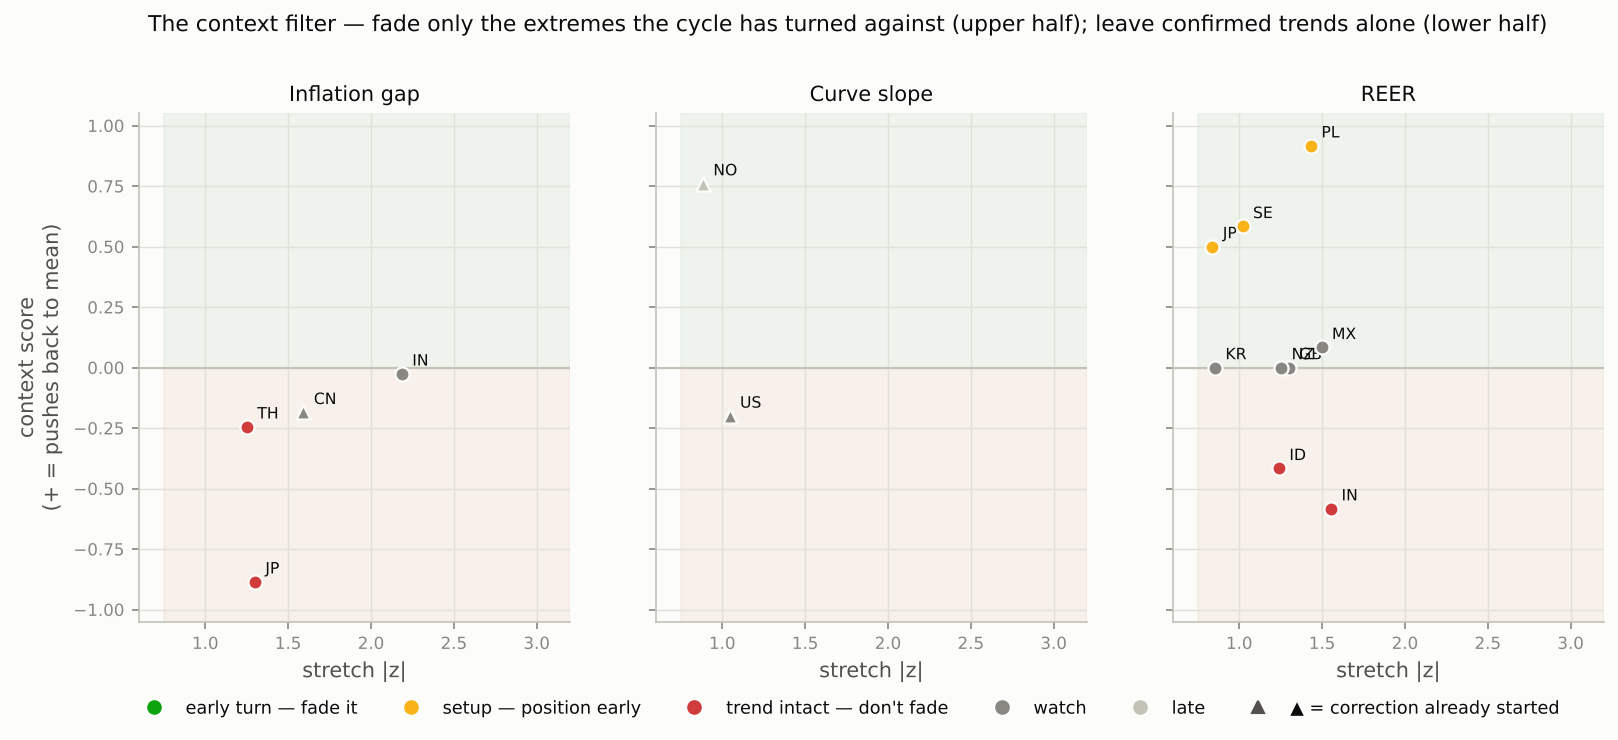 The context filter — fade only the extremes the cycle has turned against (upper half); leave confirmed trends alone (lower half)
Inflation gap
Curve slope
REER
context score
(+ = pushes back to mean)
1.00
0.75
0.50
0.25
0.00
−0.25
−0.50
−0.75
−1.00
IN
CN
TH
JP
NO
US
PL
SE
JP
MX
KR
NZ
GB
ID
IN
1.0 1.5 2.0 2.5 3.0
1.0 1.5 2.0 2.5 3.0
1.0 1.5 2.0 2.5 3.0
stretch |z|
stretch |z|
stretch |z|
early turn — fade it
setup — position early
trend intact — don't fade
watch
late
▲ = correction already started